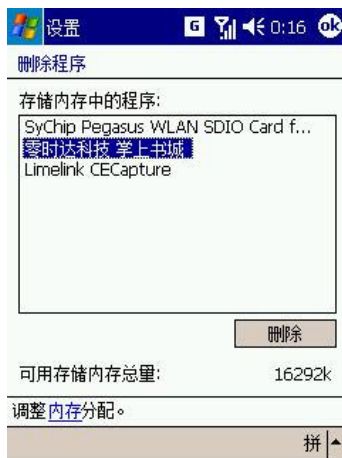 设置 G 0:16 ok
删除程序
存储内存中的程序:
SyChip Pegasus WLAN SDIO Card f...
零时达科技 掌上书城
Limelink CECapture
删除
可用存储内存总量: 16292k
调整内存分配。
拼